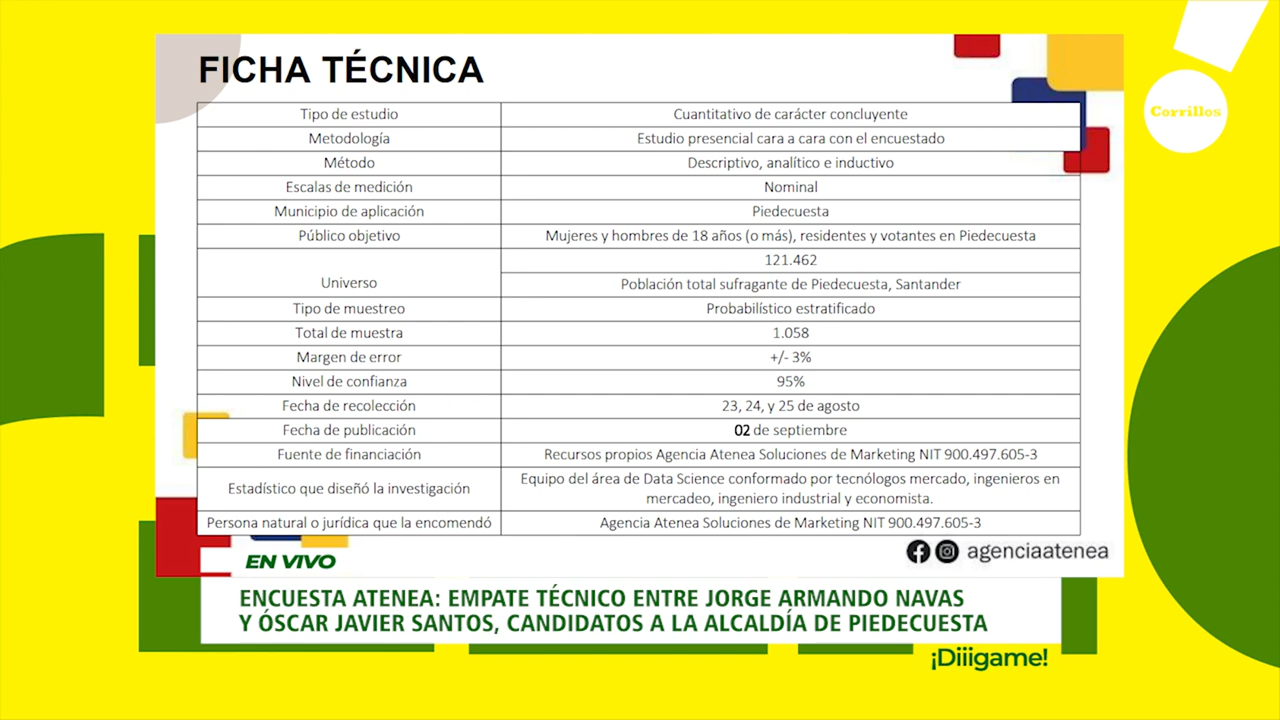 Corrillos
FICHA TÉCNICA
Tipo de estudio Cuantitativo de carácter concluyente
Metodología Estudio presencial cara a cara con el encuestado
Método Descriptivo, analítico e inductivo
Escalas de medición Nominal
Municipio de aplicación Piedecuesta
Público objetivo Mujeres y hombres de 18 años (o más), residentes y votantes en Piedecuesta
121.462
Universo Población total sufragante de Piedecuesta, Santander
Tipo de muestreo Probabilístico estratificado
Total de muestra 1.058
Margen de error +/- 3%
Nivel de confianza 95%
Fecha de recolección 23, 24, y 25 de agosto
Fecha de publicación 02 de septiembre
Fuente de financiación Recursos propios Agencia Atenea Soluciones de Marketing NIT 900.497.605-3
Estadístico que diseñó la investigación Equipo del área de Data Science conformado por tecnólogos mercado, ingenieros en
mercadeo, ingeniero industrial y economista.
Persona natural o jurídica que la encomendó Agencia Atenea Soluciones de Marketing NIT 900.497.605-3
agenciaatenea
EN VIVO
ENCUESTA ATENEA: EMPATE TÉCNICO ENTRE JORGE ARMANDO NAVAS
Y ÓSCAR JAVIER SANTOS, CANDIDATOS A LA ALCALDÍA DE PIEDECUESTA
¡Diiigame!